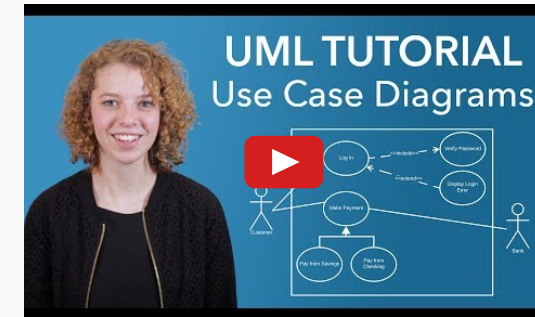 UML TUTORIAL
Use Case Diagrams
Log In
<<include>>
Verify Password
<<extend>>
Display Login
Error
Customer
Make Payment
Bank
Pay from Savings
Pay from
Checking